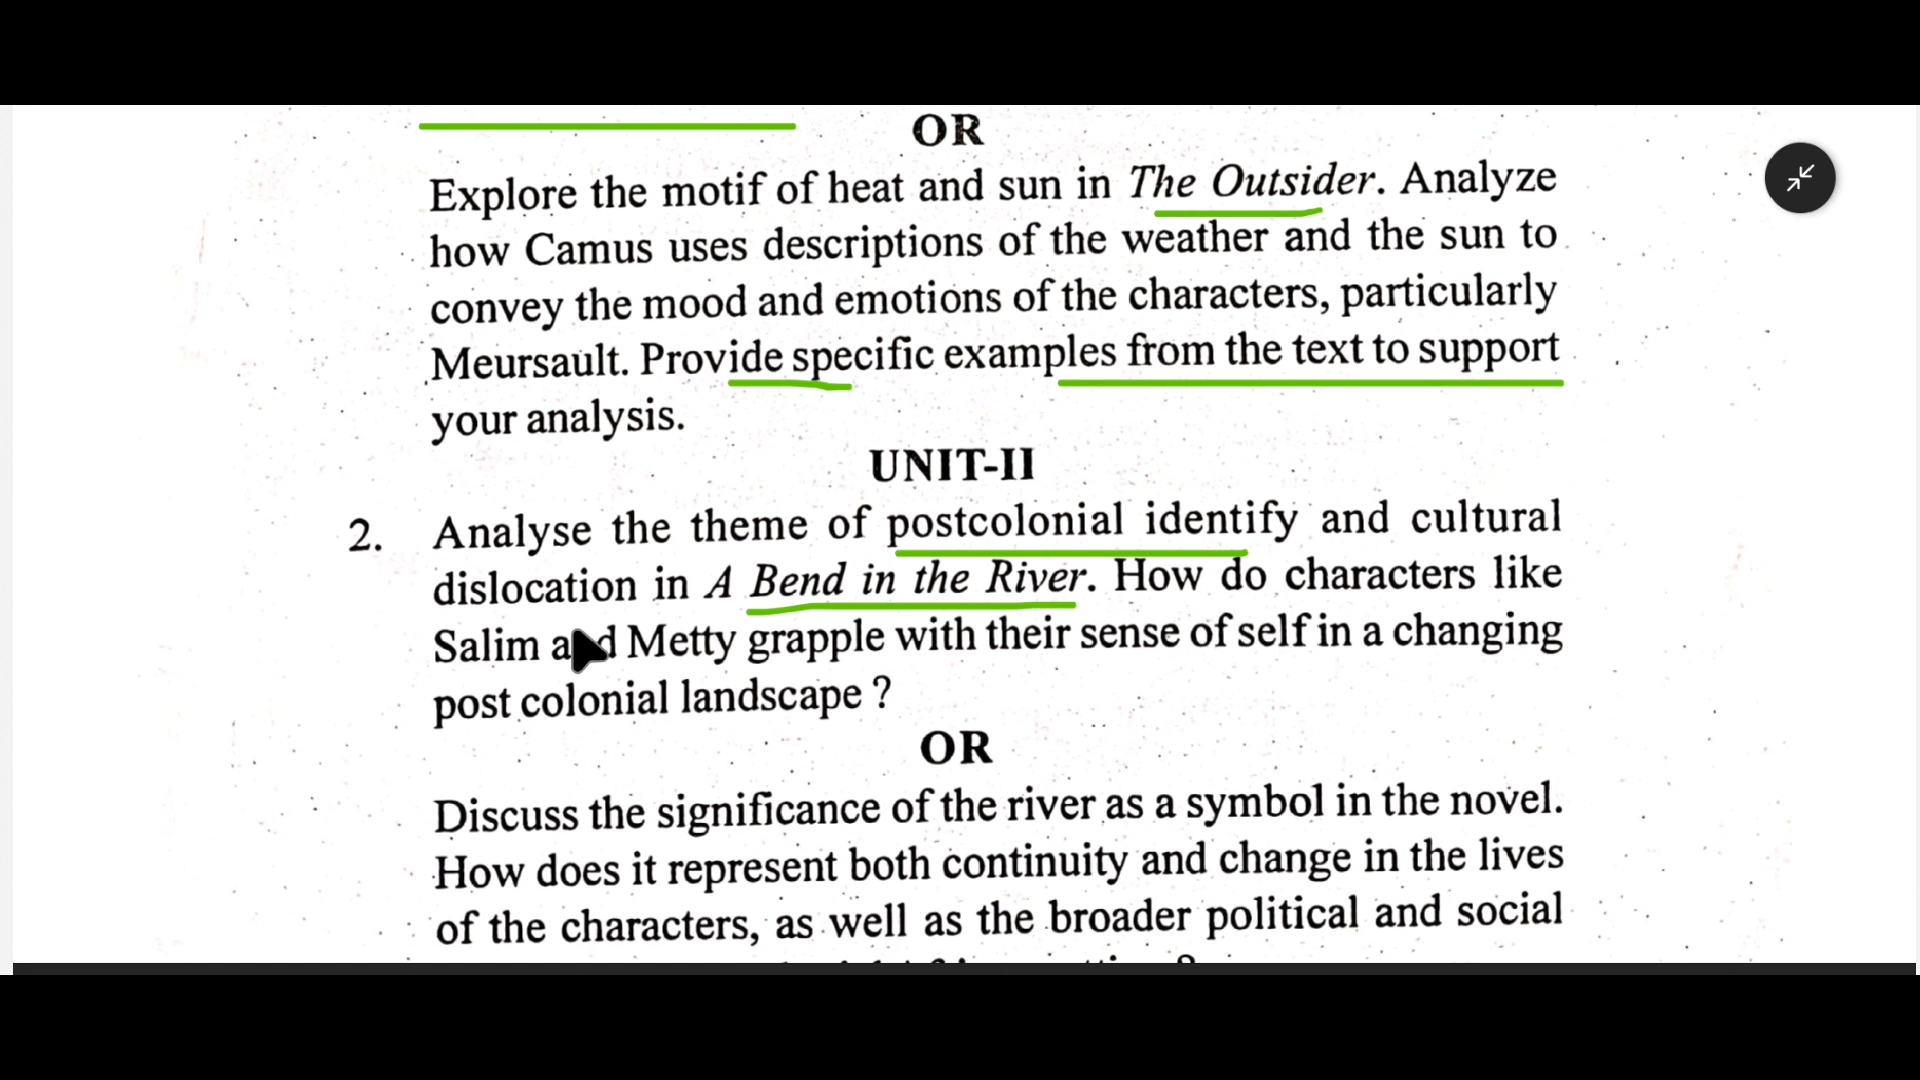 OR
Explore the motif of heat and sun in The Outsider. Analyze
how Camus uses descriptions of the weather and the sun to
convey the mood and emotions of the characters, particularly
Meursault. Provide specific examples from the text to support
your analysis.
UNIT-II
2. Analyse the theme of postcolonial identify and cultural
dislocation in A Bend in the River. How do characters like
Salim and Metty grapple with their sense of self in a changing
post colonial landscape ?
OR
Discuss the significance of the river as a symbol in the novel.
How does it represent both continuity and change in the lives
of the characters, as well as the broader political and social